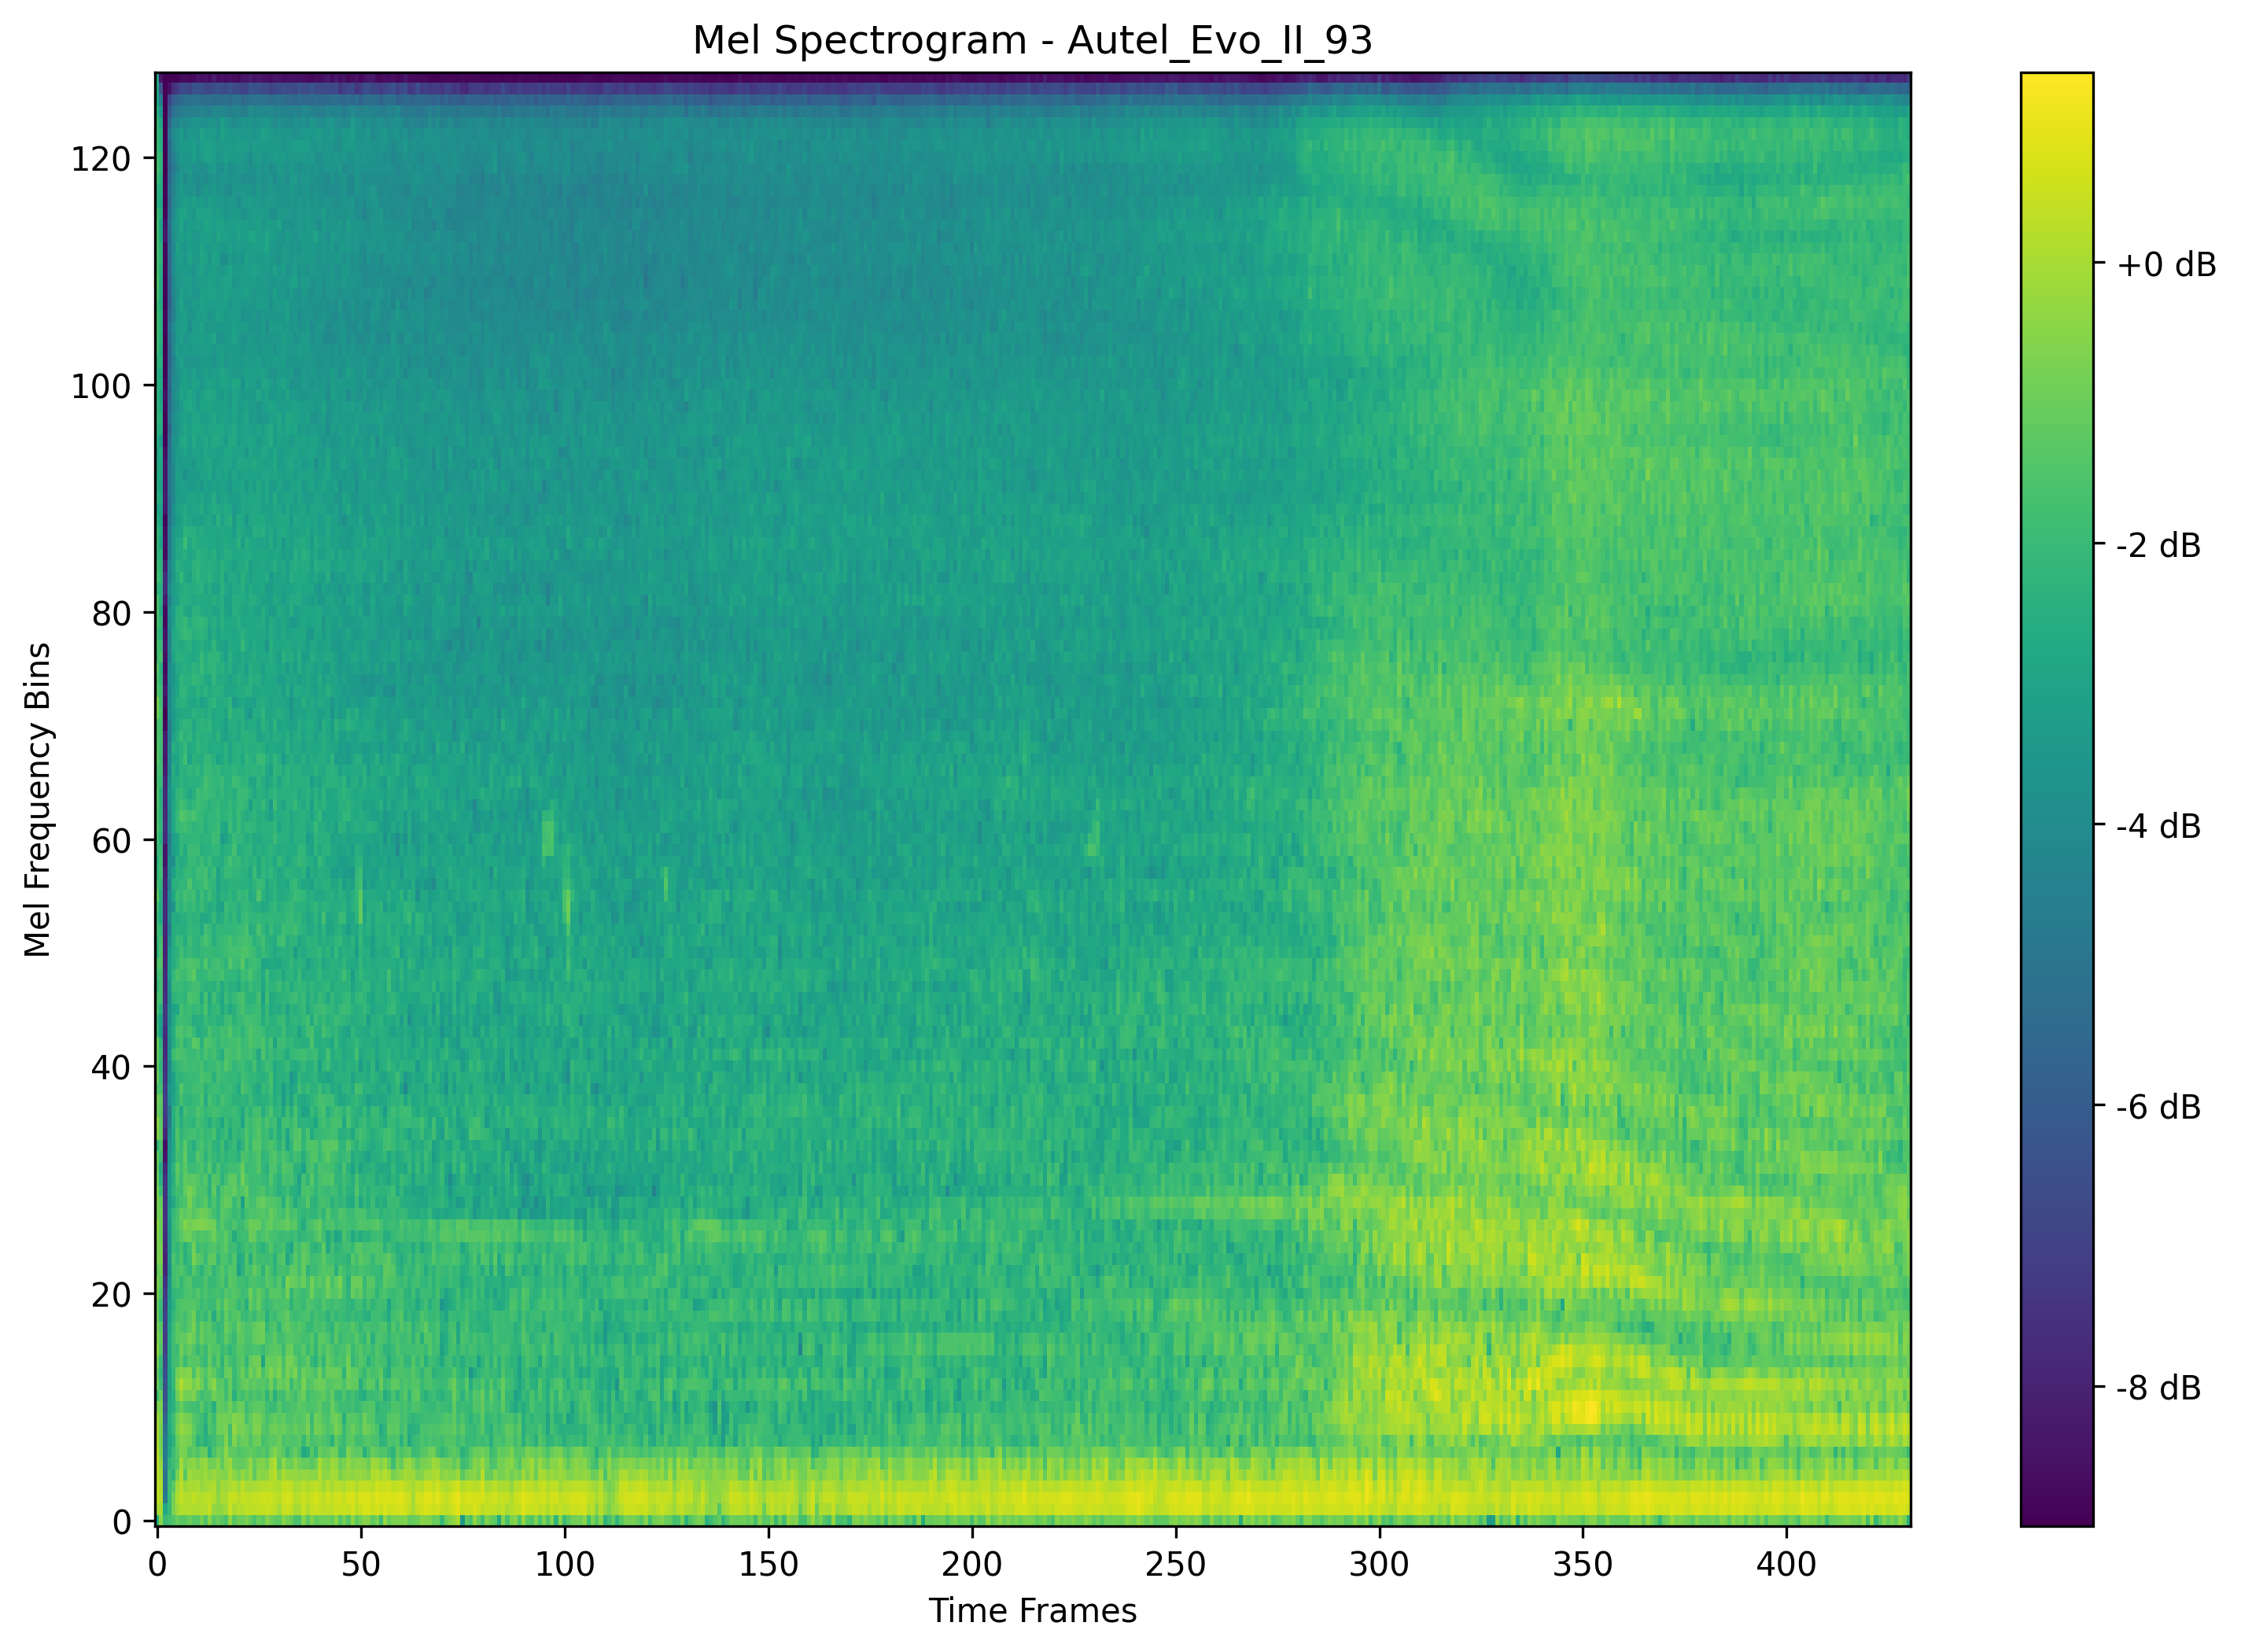 Mel Spectrogram - Autel_Evo_II_93
Mel Frequency Bins
120
100
80
60
40
20
0
0 50 100 150 200 250 300 350 400
Time Frames
+0 dB
-2 dB
-4 dB
-6 dB
-8 dB